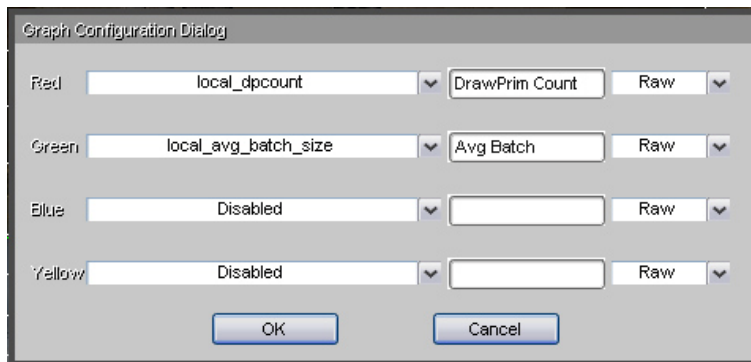 Graph Configuration Dialog
Red local_dpcount DrawPrim Count Raw
Green local_avg_batch_size Avg Batch Raw
Blue Disabled Raw
Yellow Disabled Raw
OK Cancel